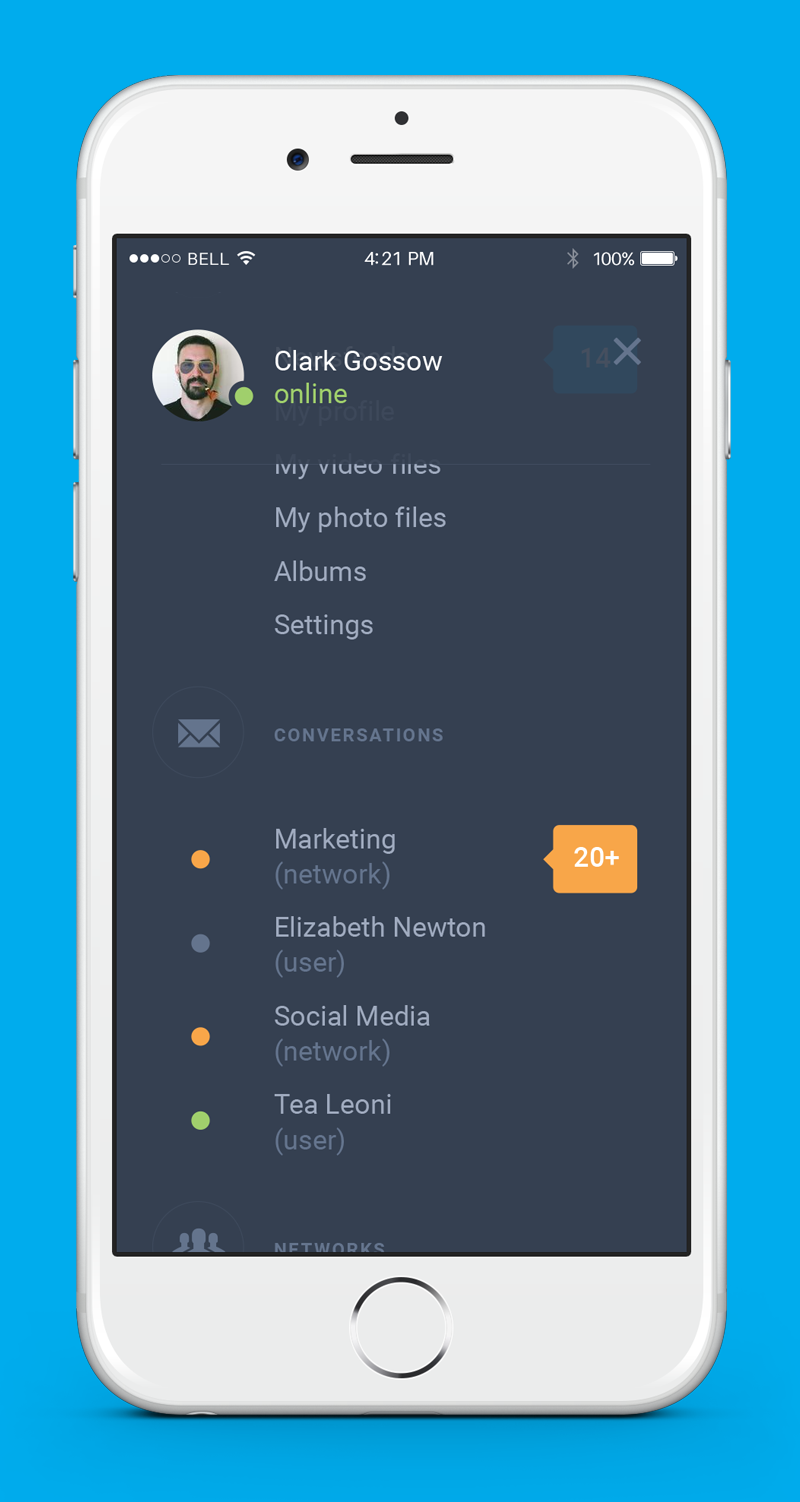 BELL 4:21 PM 100%
14
Clark Gossow
online
My profile
My video files
My photo files
Albums
Settings
CONVERSATIONS
Marketing
(network)
20+
Elizabeth Newton
(user)
Social Media
(network)
Tea Leoni
(user)
NETWORKS